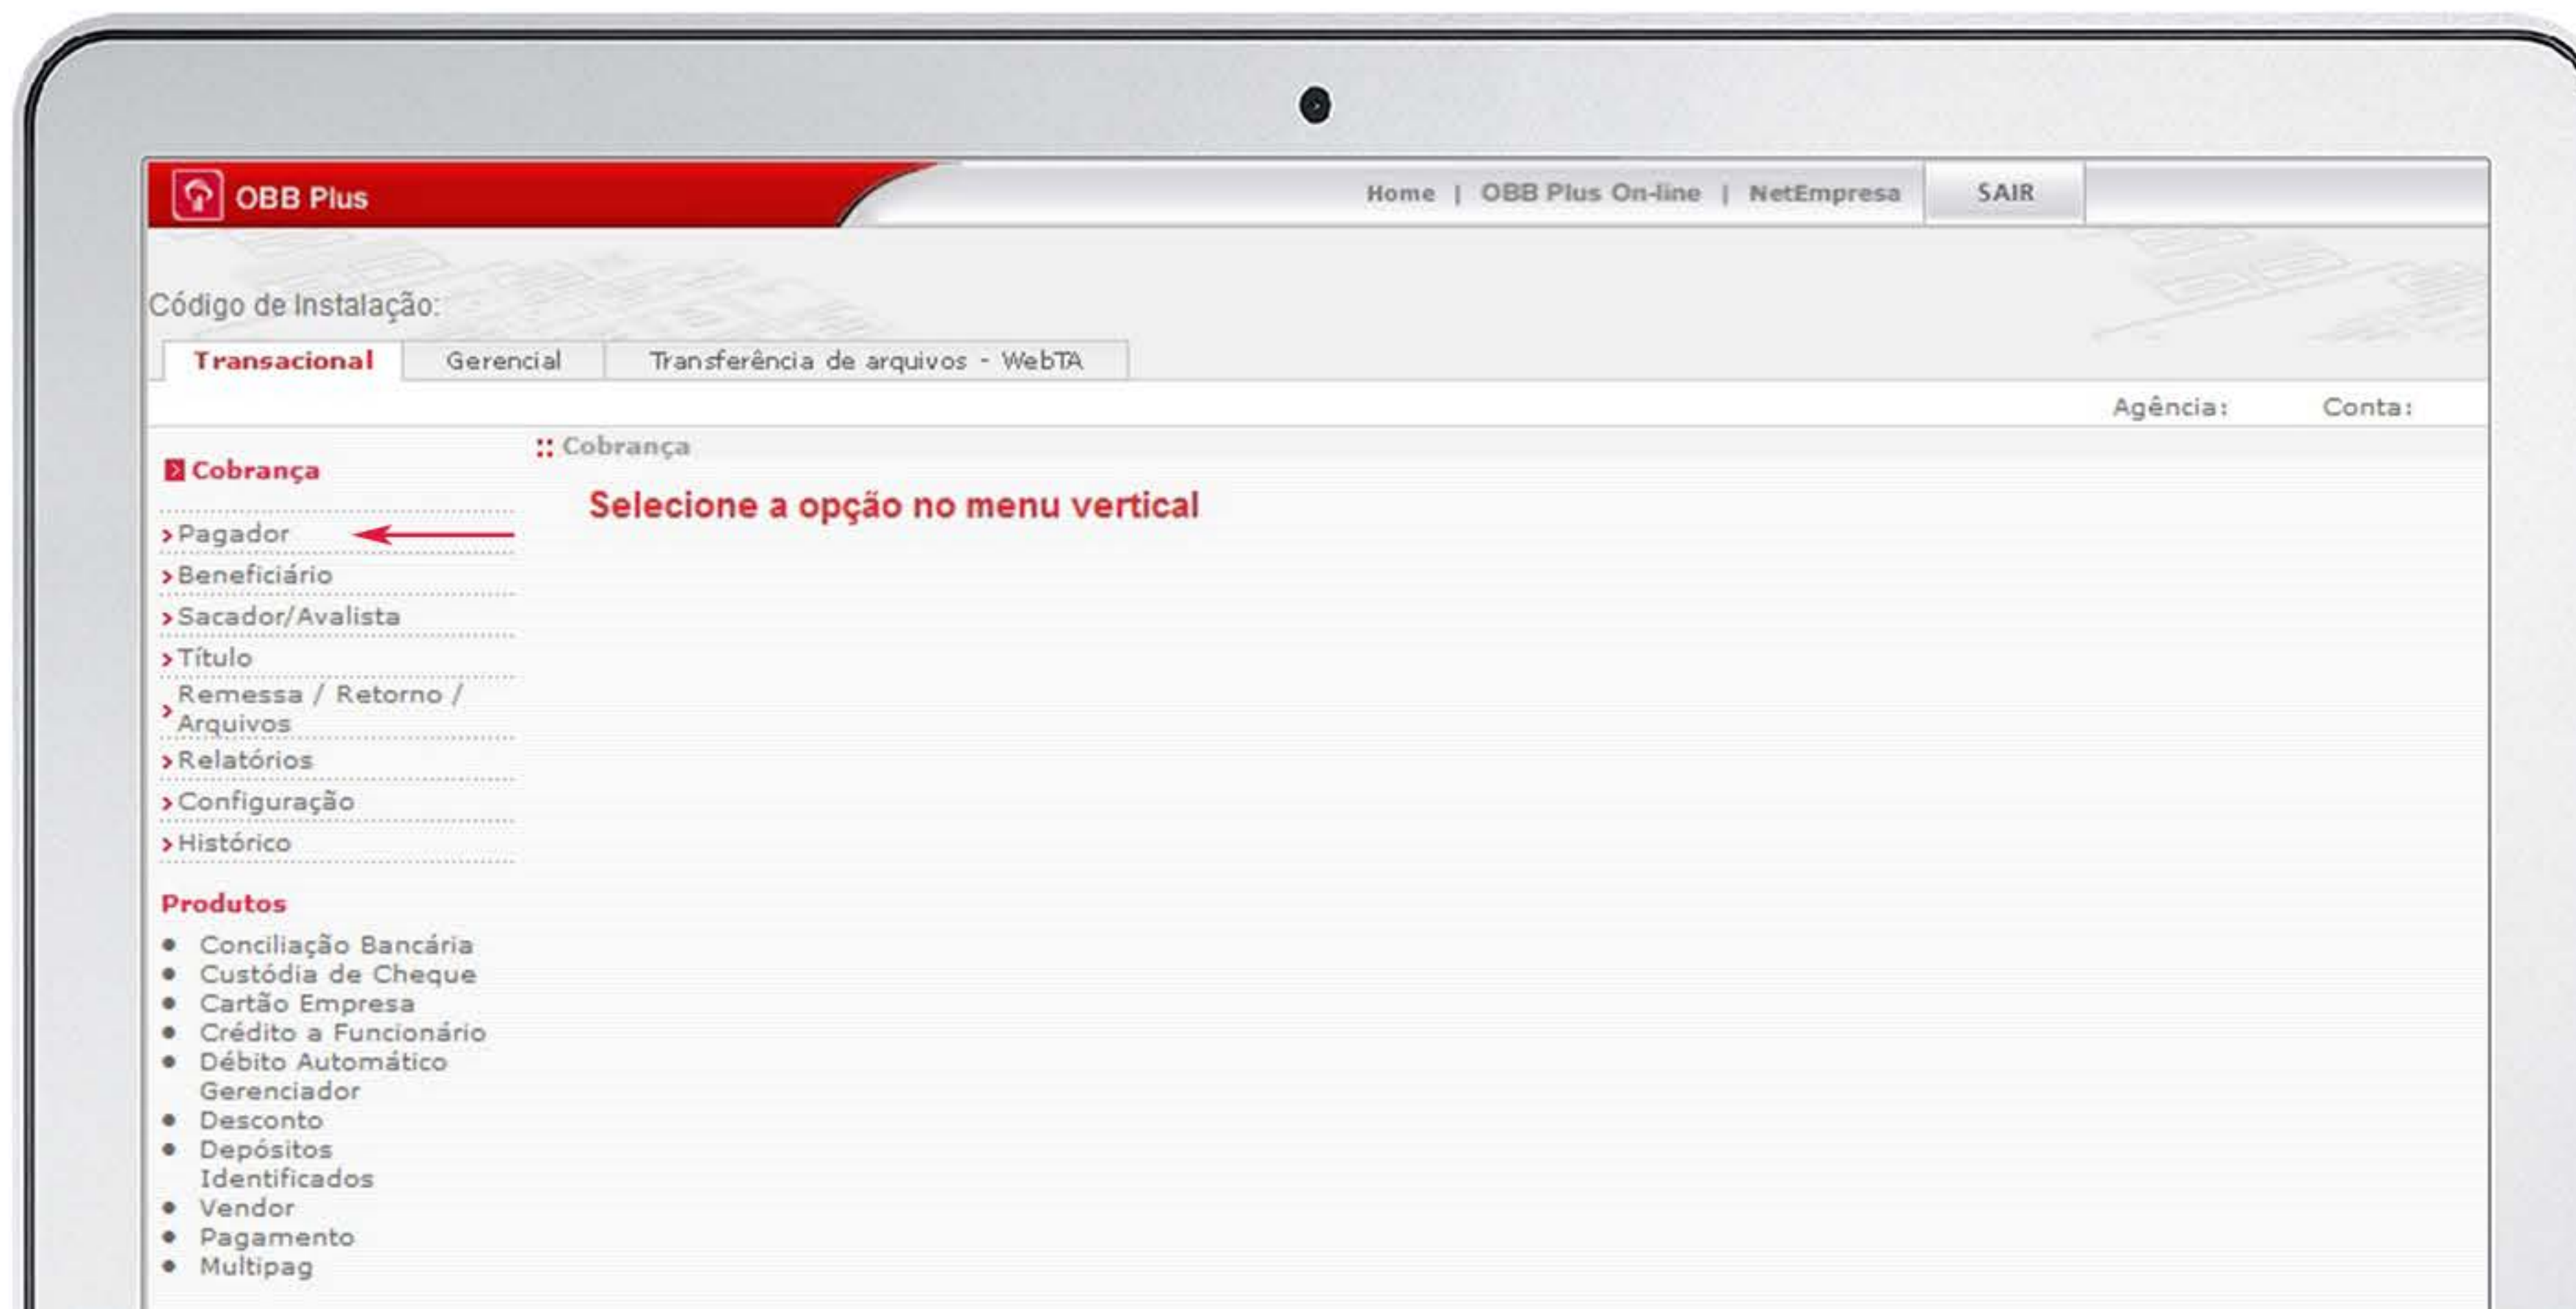 OBB Plus
Home | OBB Plus On-line | NetEmpresa SAIR
Código de Instalação:
Transacional Gerencial Transferência de arquivos - WebTA
Agência: Conta:
Cobrança
:: Cobrança
Selecione a opção no menu vertical
Pagador
Beneficiário
Sacador/Avalista
Título
Remessa / Retorno /
Arquivos
Relatórios
Configuração
Histórico
Produtos
Conciliação Bancária
Custódia de Cheque
Cartão Empresa
Crédito a Funcionário
Débito Automático
Gerenciador
Desconto
Depósitos
Identificados
Vendor
Pagamento
Multipag